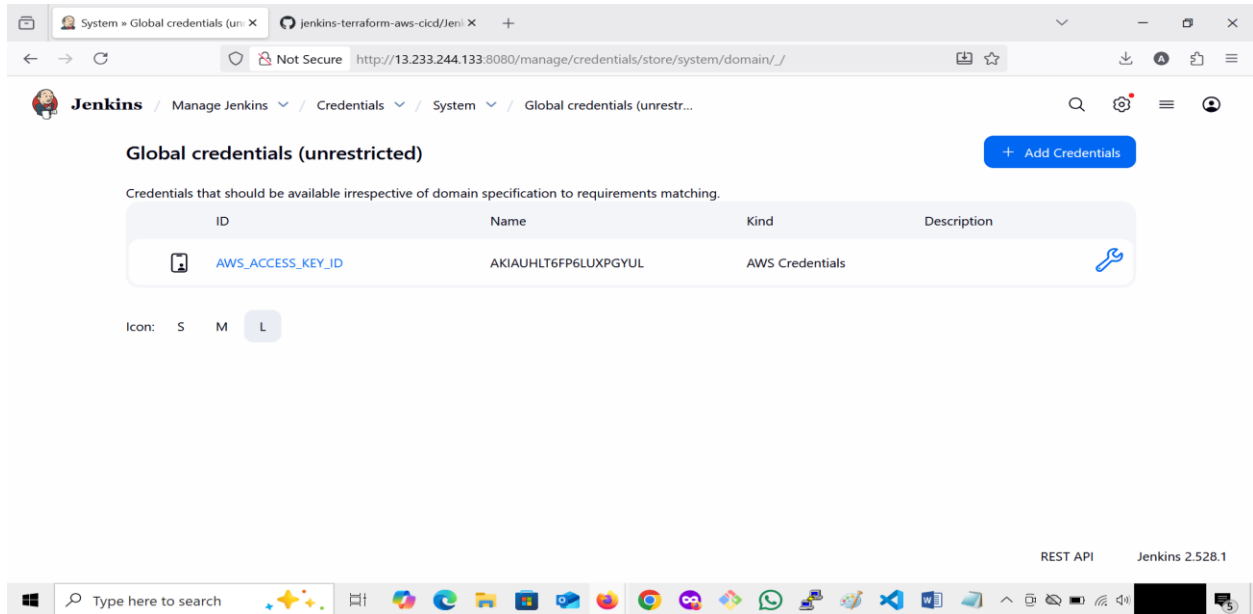 System » Global credentials (un
jenkins-terraform-aws-cicd/Jenk
Not Secure http://13.233.244.133:8080/manage/credentials/store/system/domain/_/
A
Jenkins / Manage Jenkins / Credentials / System / Global credentials (unrestr...
Global credentials (unrestricted)
+ Add Credentials
Credentials that should be available irrespective of domain specification to requirements matching.
ID Name Kind Description
AWS_ACCESS_KEY_ID AKIAUHLT6FP6LUXPGYUL AWS Credentials
Icon: S M L
REST API Jenkins 2.528.1
Type here to search
5